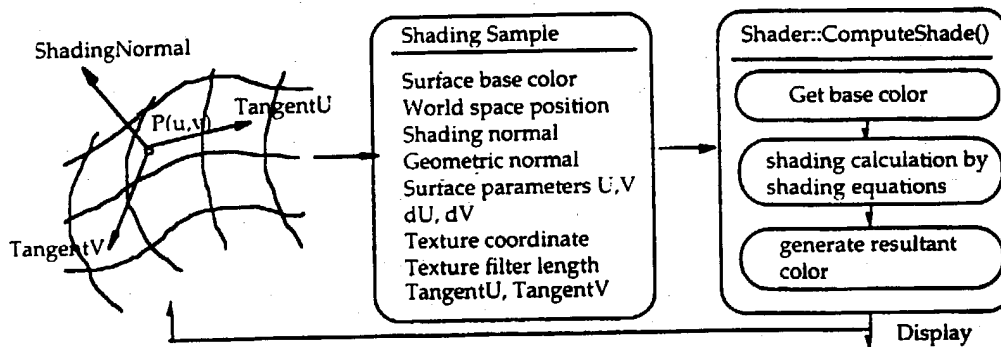 ShadingNormal
P(u,v)
TangentU
TangentV
Shading Sample
Surface base color
World space position
Shading normal
Geometric normal
Surface parameters U,V
dU, dV
Texture coordinate
Texture filter length
TangentU, TangentV
Shader::ComputeShade()
Get base color
shading calculation by
shading equations
generate resultant
color
Display